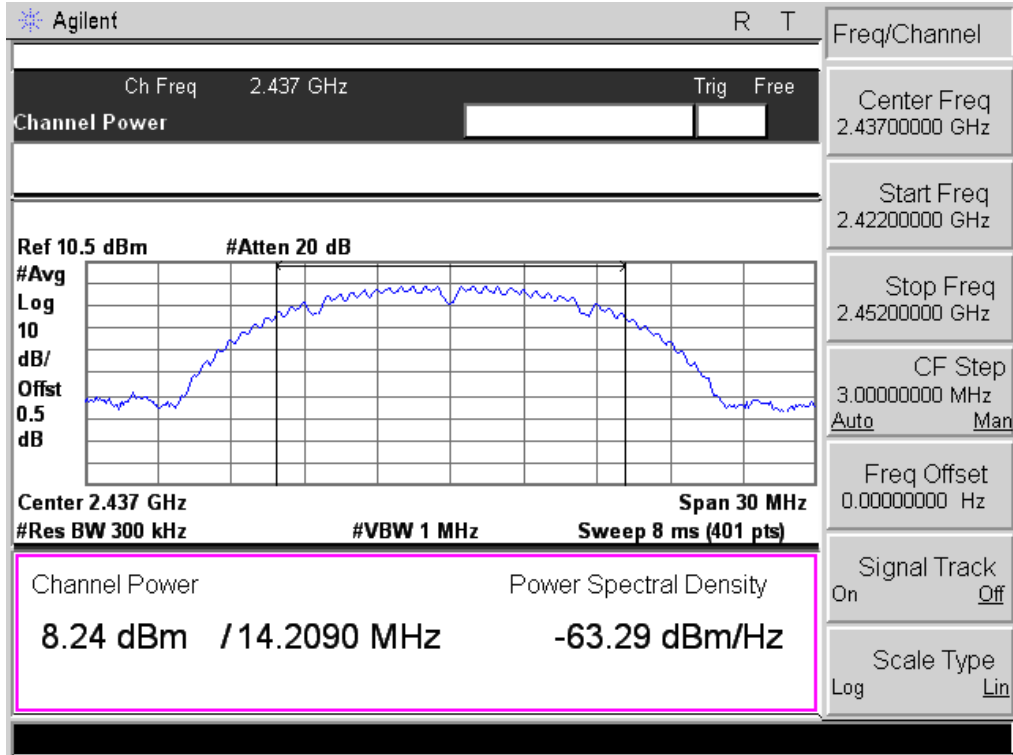 Agilent R T
Ch Freq 2.437 GHz Trig Free
Channel Power
Ref 10.5 dBm #Atten 20 dB
#Avg
Log
10
dB/
Offst
0.5
dB
Center 2.437 GHz Span 30 MHz
#Res BW 300 kHz #VBW 1 MHz Sweep 8 ms (401 pts)
Channel Power Power Spectral Density
8.24 dBm / 14.2090 MHz -63.29 dBm/Hz
Freq/Channel
Center Freq
2.43700000 GHz
Start Freq
2.42200000 GHz
Stop Freq
2.45200000 GHz
CF Step
3.00000000 MHz
Auto Man
Freq Offset
0.00000000 Hz
Signal Track
On Off
Scale Type
Log Lin